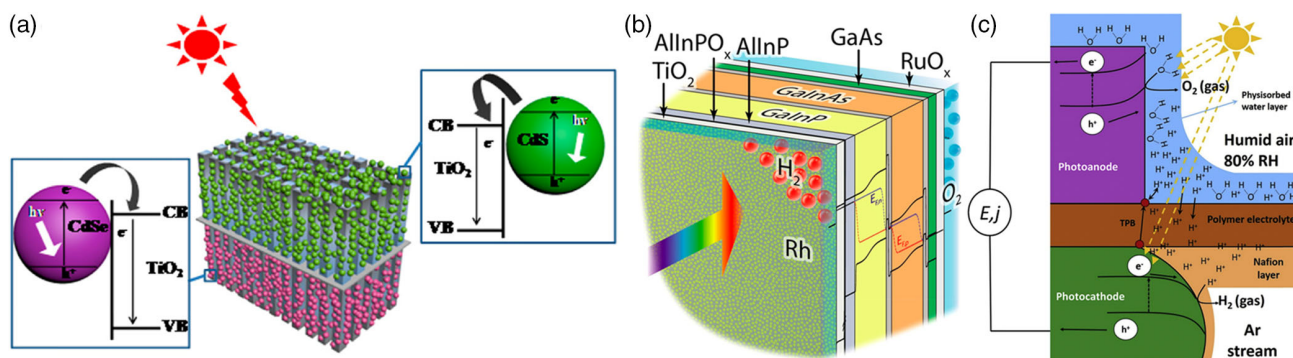 (a)
e⁻
hν
CdSe
h⁺
e⁻
CB
TiO₂
VB
CB
e⁻
TiO₂
VB
e⁻
CdS
hν
h⁺
(b)
AlInPOₓ
AlInP
GaAs
TiO₂
RuOₓ
GaInAs
GaInP
H₂
O₂
Rh
(c)
E,j
e⁻
h⁺
Photoanode
O₂ (gas)
Physisorbed
water layer
Humid air
80% RH
TPB
Polymer electrolyte
Nafion
layer
e⁻
Photocathode
H₂ (gas)
h⁺
Ar
stream
H⁺